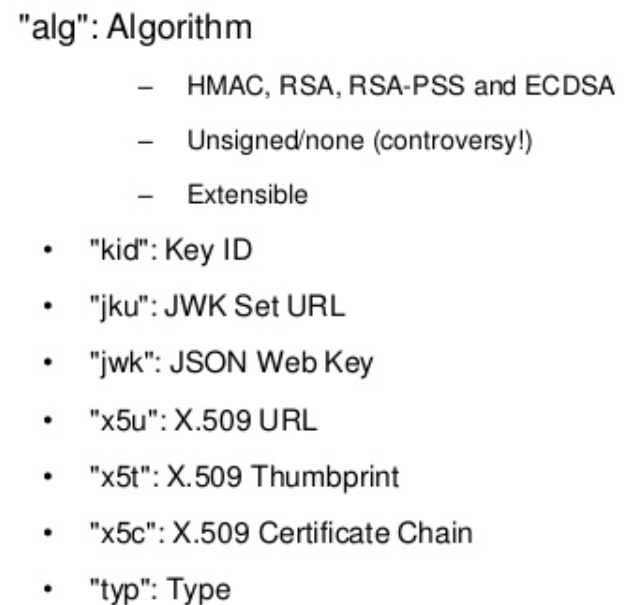 "alg": Algorithm
– HMAC, RSA, RSA-PSS and ECDSA
– Unsigned/none (controversy!)
– Extensible
• "kid": Key ID
• "jku": JWK Set URL
• "jwk": JSON Web Key
• "x5u": X.509 URL
• "x5t": X.509 Thumbprint
• "x5c": X.509 Certificate Chain
• "typ": Type